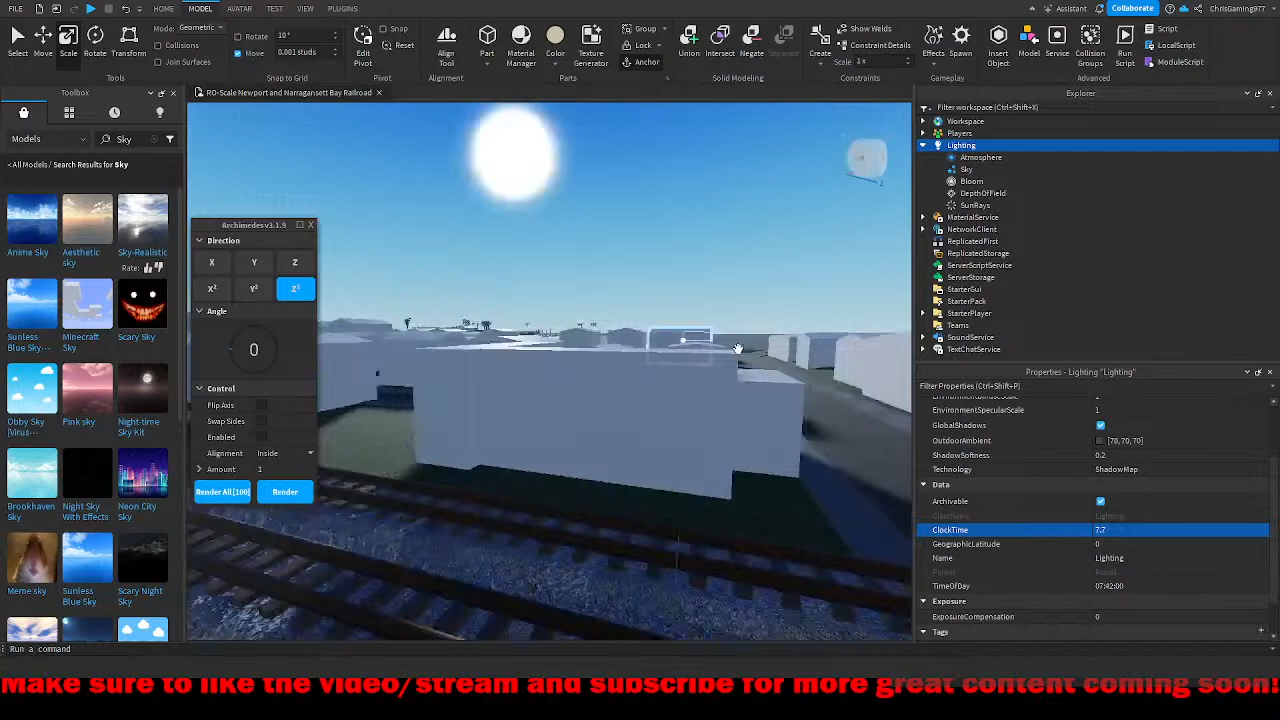 FILE MODEL HOME AVATAR TEST VIEW PLUGINS Assistant Collaborate ChrisGaming977
Select Move Scale Rotate Transform
Mode: Geometric
Collisions
Join Surfaces
Tools
Rotate 10°
Move 0.001 studs
Snap to Grid
Edit Pivot
Snap
Reset
Pivot
Align Tool
Alignment
Part Material Manager Color Texture Generator
Group
Lock
Anchor
Parts
Union Intersect Negate Separate
Solid Modeling
Create
Show Welds
Constraint Details
Scale 1x
Constraints
Effects Spawn
Gameplay
Insert Object Model Service Collision Groups Run Script
Script
LocalScript
ModuleScript
Advanced
Toolbox
RO-Scale Newport and Narragansett Bay Railroad
Models
Sky
<All Models / Search Results for Sky
Anime Sky
Aesthetic sky
Sky-Realistic
Rate:
Sunless Blue Sky⋯
Minecraft Sky
Scary Sky
Obby Sky [Virus⋯
Pink sky
Night-time Sky Kit
Brookhaven Sky
Night Sky With Effects
Neon City Sky
Meme sky
Sunless Blue Sky
Scary Night Sky
Archimedes v3.1.9
Direction
X Y Z
X² Y² Z²
Angle
0
Control
Flip Axis
Swap Sides
Enabled
Alignment Inside
Amount 1
Render All [100] Render
Explorer
Filter workspace (Ctrl+Shift+X)
Workspace
Players
Lighting
Atmosphere
Sky
Bloom
DepthOfField
SunRays
MaterialService
NetworkClient
ReplicatedFirst
ReplicatedStorage
ServerScriptService
ServerStorage
StarterGui
StarterPack
StarterPlayer
Teams
SoundService
TextChatService
Properties - Lighting "Lighting"
Filter Properties (Ctrl+Shift+P)
EnvironmentSpecularScale 1
GlobalShadows
OutdoorAmbient [70, 70, 70]
ShadowSoftness 0.2
Technology ShadowMap
Data
Archivable
ClassName Lighting
ClockTime 7.7
GeographicLatitude 0
Name Lighting
Parent Place1
TimeOfDay 07:42:00
Exposure
ExposureCompensation 0
Tags
Run a command
Make sure to like the video/stream and subscribe for more great content coming soon!